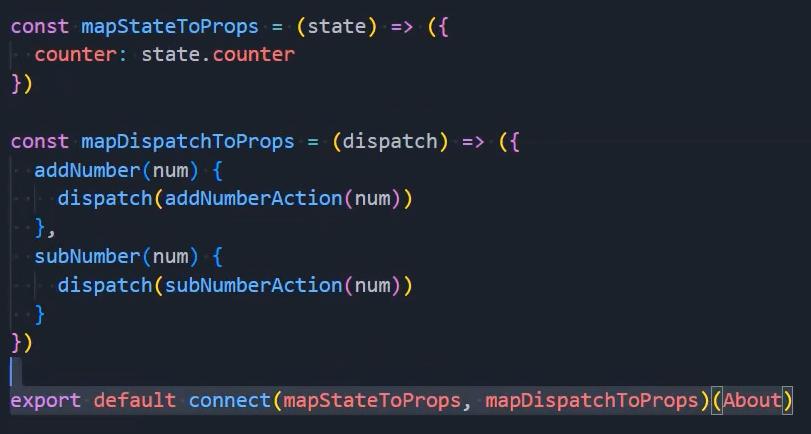 const mapStateToProps = (state) => ({
  counter: state.counter
})

const mapDispatchToProps = (dispatch) => ({
  addNumber(num) {
    dispatch(addNumberAction(num))
  },
  subNumber(num) {
    dispatch(subNumberAction(num))
  }
})

export default connect(mapStateToProps, mapDispatchToProps)(About)